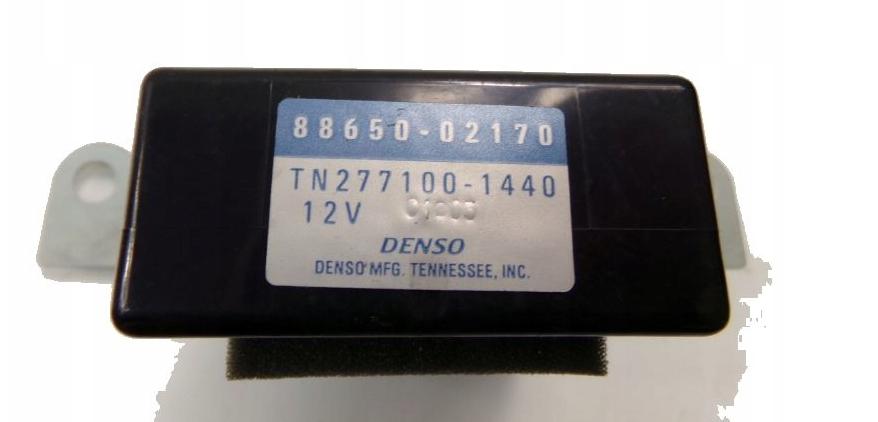 88650-02170
TN277100-1440
12V
DENSO
DENSO MFG. TENNESSEE, INC.